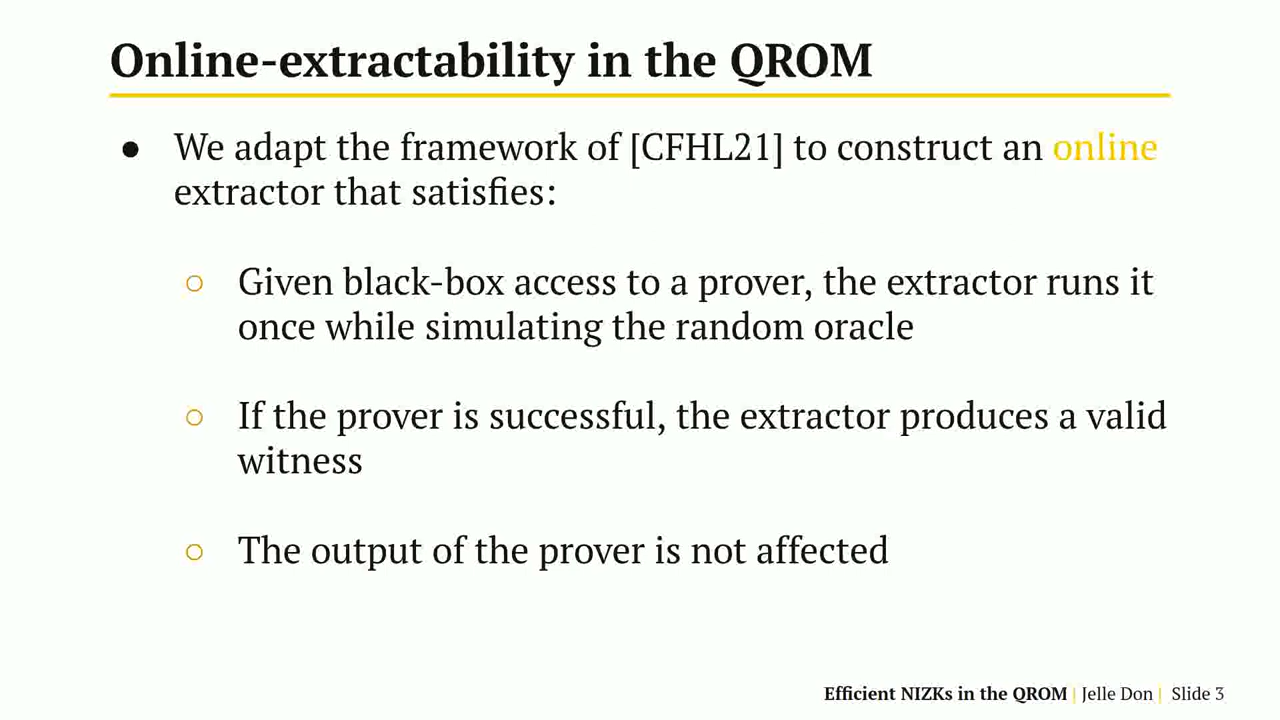 Online-extractability in the QROM
● We adapt the framework of [CFHL21] to construct an online
extractor that satisfies:
○ Given black-box access to a prover, the extractor runs it
once while simulating the random oracle
○ If the prover is successful, the extractor produces a valid
witness
○ The output of the prover is not affected
Efficient NIZKs in the QROM | Jelle Don | Slide 3